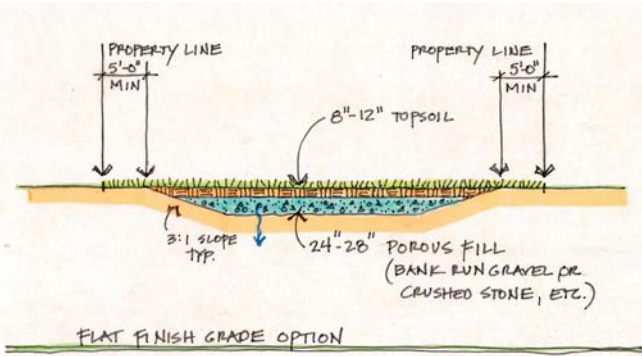 PROPERTY LINE
5'-0"
MIN
PROPERTY LINE
5'-0"
MIN
8"-12" TOPSOIL
3:1 SLOPE
TYP.
24"-28" POROUS FILL
(BANK RUN GRAVEL OR
CRUSHED STONE, ETC.)
FLAT FINISH GRADE OPTION